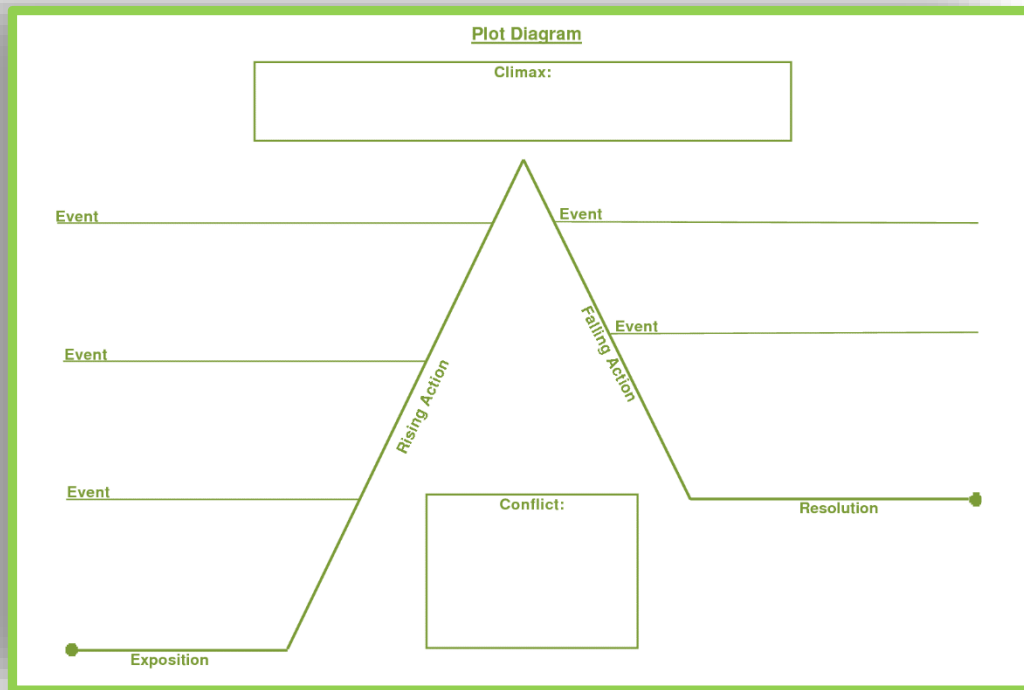 Plot Diagram
Climax:
Event
Event
Event
Event
Event
Rising Action
Falling Action
Conflict:
Resolution
Exposition